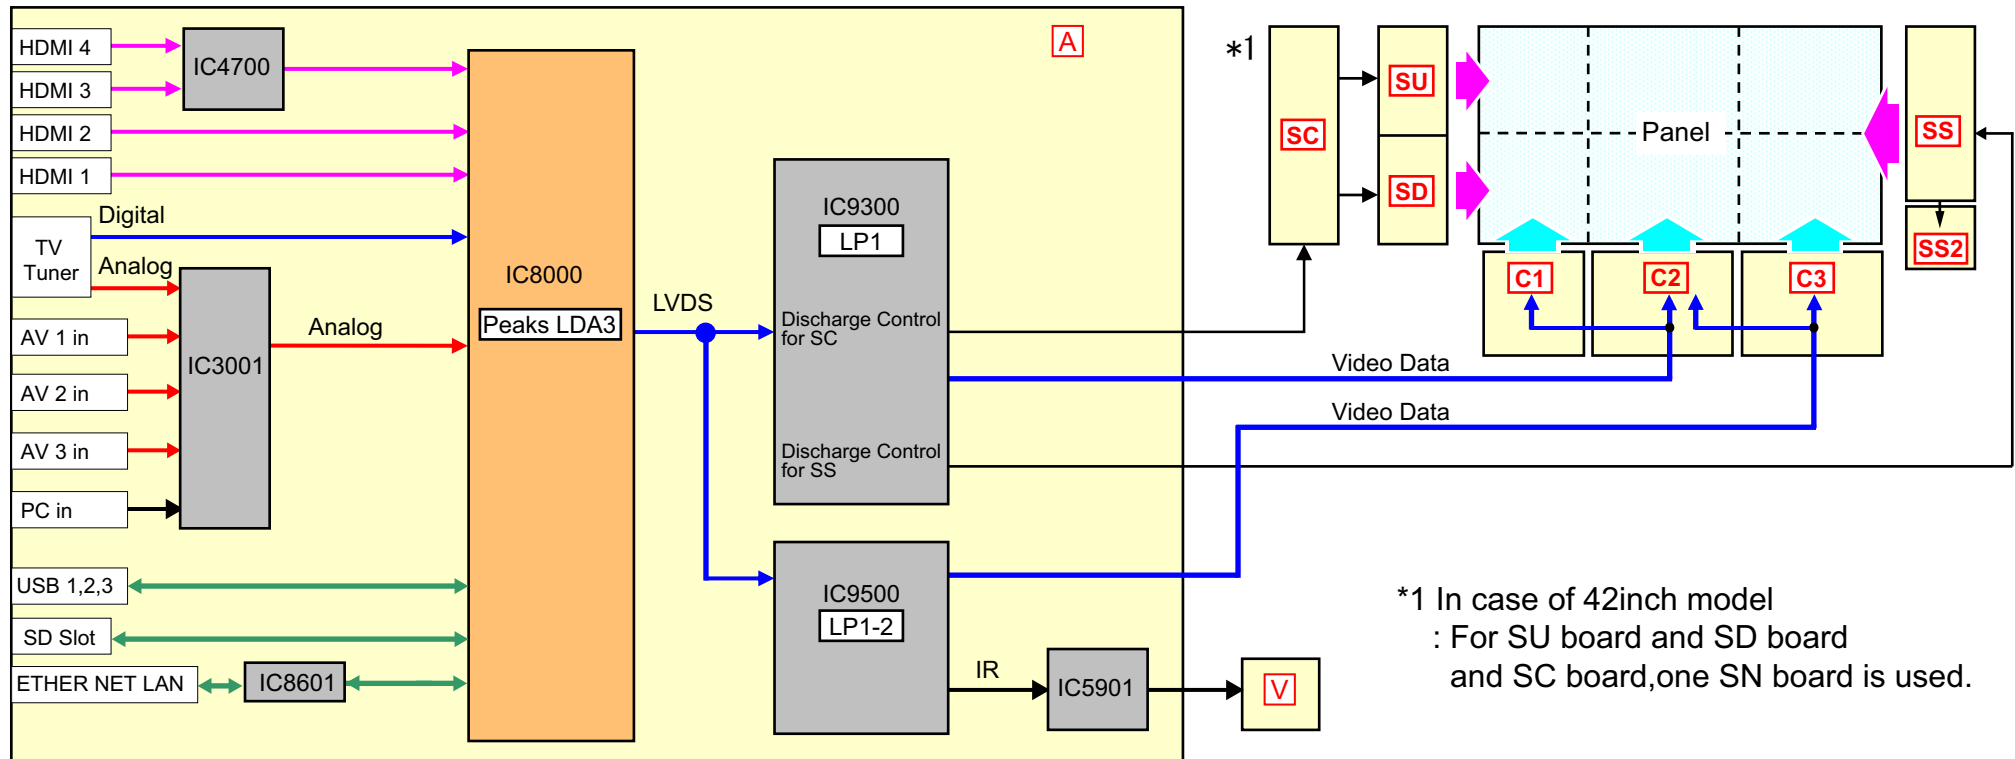 HDMI 4
HDMI 3
HDMI 2
HDMI 1
IC4700
A
Digital
TV
Tuner
Analog
AV 1 in
AV 2 in
AV 3 in
PC in
IC3001
Analog
USB 1,2,3
SD Slot
ETHER NET LAN
IC8601
IC8000
Peaks LDA3
LVDS
IC9300
LP1
Discharge Control
for SC
Discharge Control
for SS
IC9500
LP1-2
IR
IC5901
V
Video Data
Video Data
*1
SC
SU
SD
Panel
SS
SS2
C1
C2
C3
*1 In case of 42inch model
: For SU board and SD board
and SC board,one SN board is used.